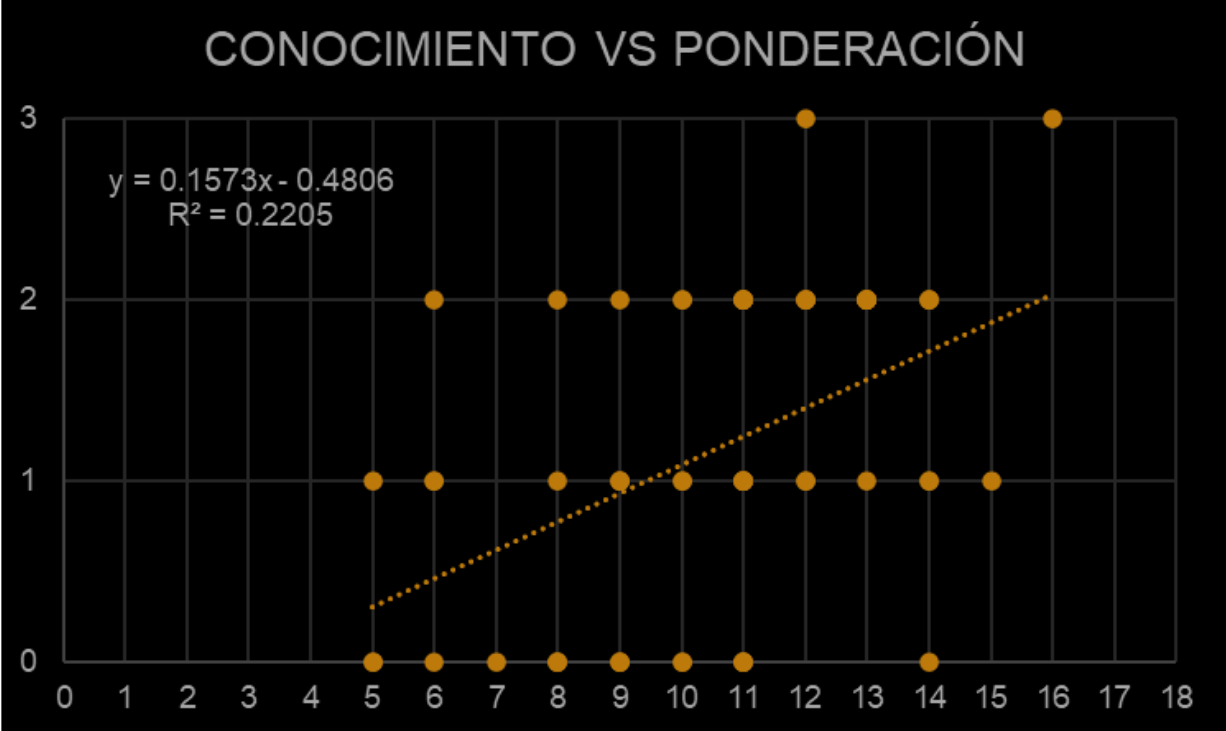 CONOCIMIENTO VS PONDERACIÓN
3
y = 0.1573x - 0.4806
R² = 0.2205
2
1
0
0 1 2 3 4 5 6 7 8 9 10 11 12 13 14 15 16 17 18